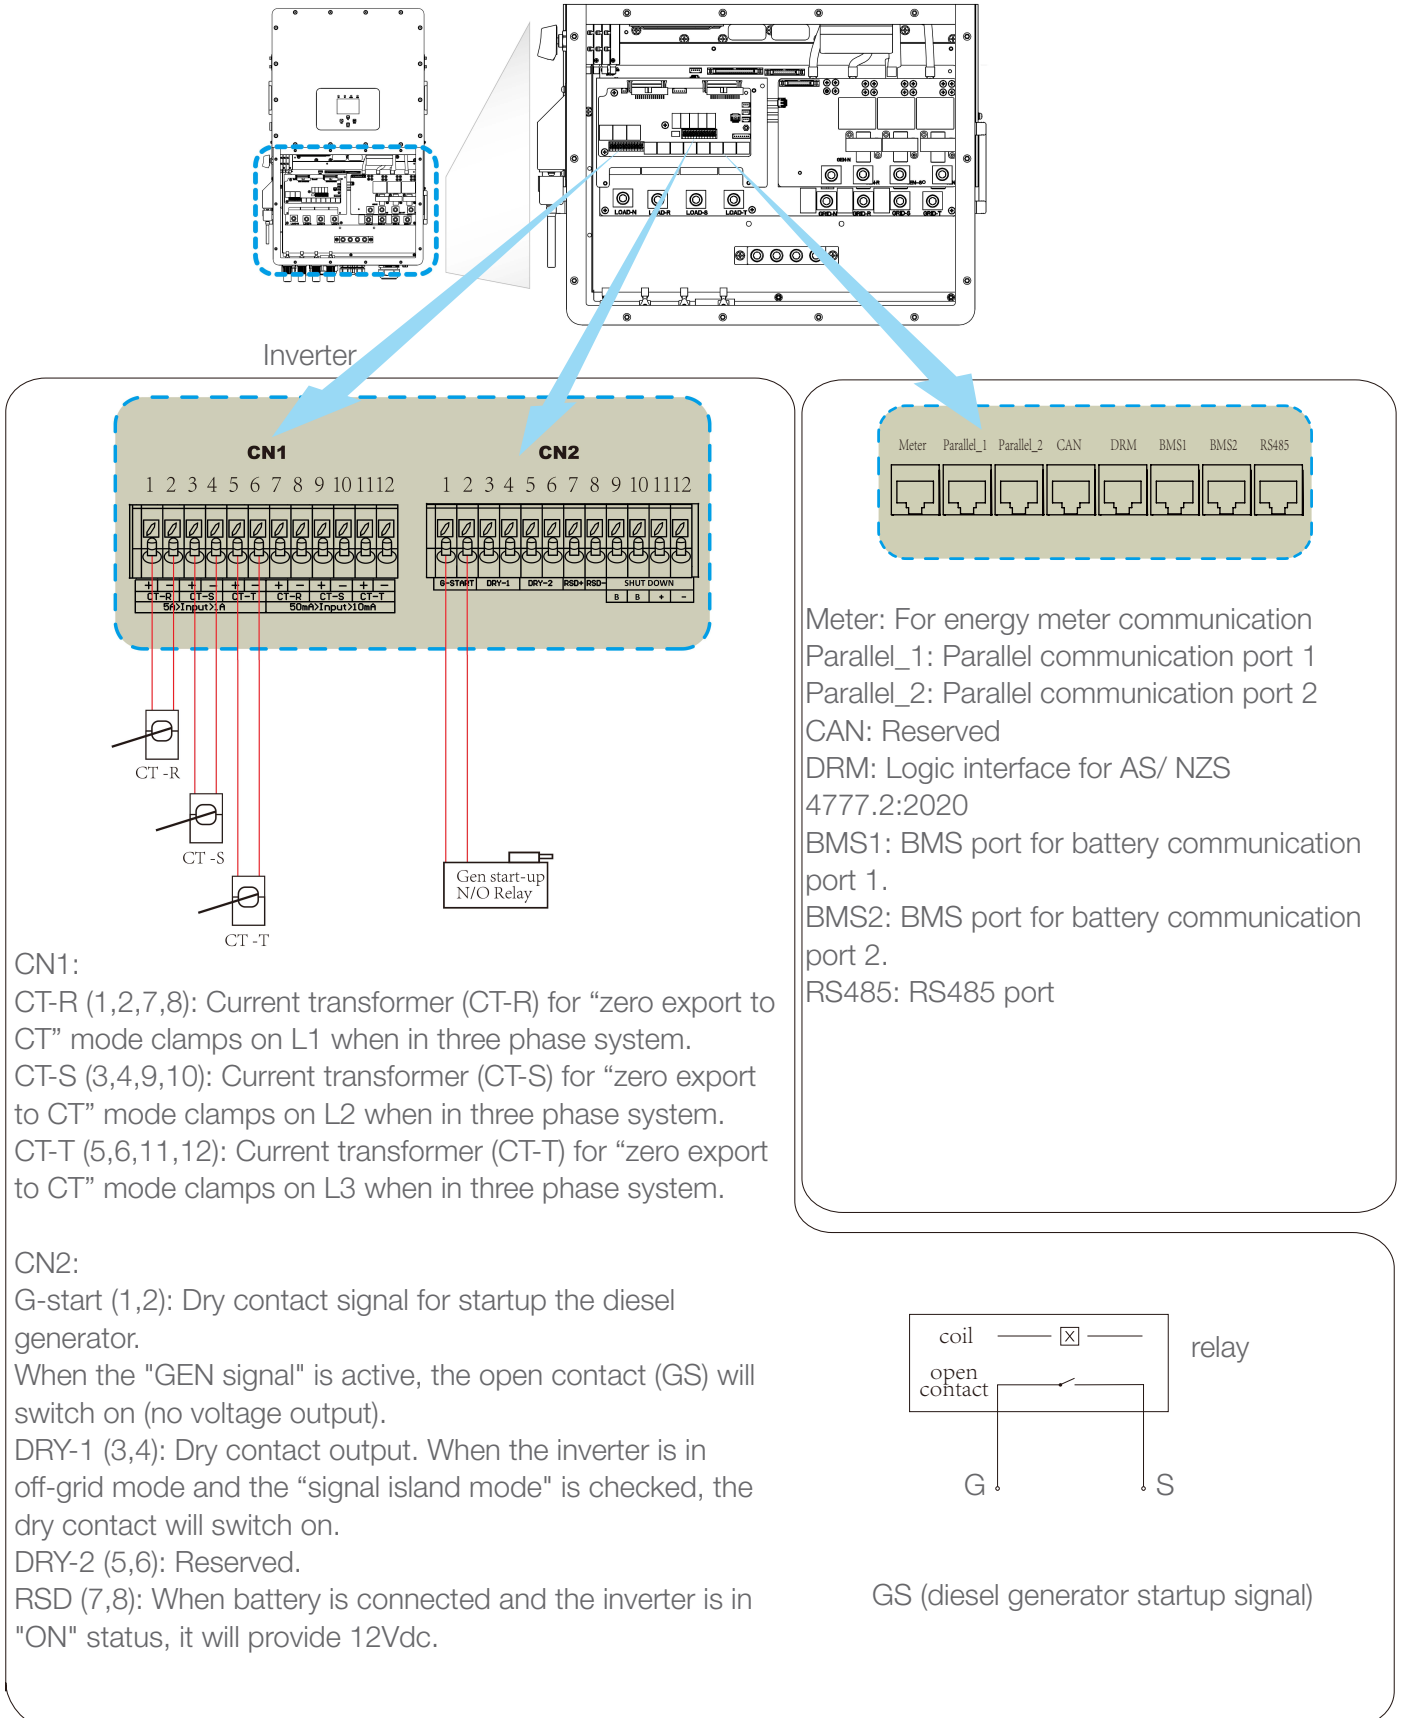 GEN-N
LOAD-N LOAD-R LOAD-S LOAD-T GRID-N GRID-R GRID-S GRID-T
Inverter
CN1
1 2 3 4 5 6 7 8 9 10 11 12
+ − + − + − + − + − + −
CT-R CT-S CT-T CT-R CT-S CT-T
5A>Input>1A 50mA>Input>10mA
CN2
1 2 3 4 5 6 7 8 9 10 11 12
G-START DRY-1 DRY-2 RSD+ RSD- SHUT DOWN
B B + −
Meter Parallel_1 Parallel_2 CAN DRM BMS1 BMS2 RS485
CT -R
CT -S
CT -T
Gen start-up
N/O Relay
Meter: For energy meter communication
Parallel_1: Parallel communication port 1
Parallel_2: Parallel communication port 2
CAN: Reserved
DRM: Logic interface for AS/ NZS
4777.2:2020
BMS1: BMS port for battery communication
port 1.
BMS2: BMS port for battery communication
port 2.
RS485: RS485 port
CN1:
CT-R (1,2,7,8): Current transformer (CT-R) for “zero export to
CT” mode clamps on L1 when in three phase system.
CT-S (3,4,9,10): Current transformer (CT-S) for “zero export
to CT” mode clamps on L2 when in three phase system.
CT-T (5,6,11,12): Current transformer (CT-T) for “zero export
to CT” mode clamps on L3 when in three phase system.
CN2:
G-start (1,2): Dry contact signal for startup the diesel
generator.
When the "GEN signal" is active, the open contact (GS) will
switch on (no voltage output).
DRY-1 (3,4): Dry contact output. When the inverter is in
off-grid mode and the “signal island mode" is checked, the
dry contact will switch on.
DRY-2 (5,6): Reserved.
RSD (7,8): When battery is connected and the inverter is in
"ON" status, it will provide 12Vdc.
coil
open
contact
relay
G S
GS (diesel generator startup signal)